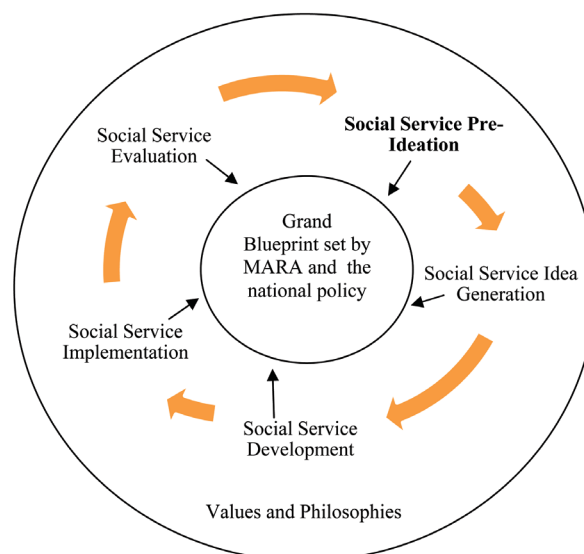 Social Service Pre-
Ideation
Social Service
Evaluation
Grand
Blueprint set by
MARA and the
national policy
Social Service Idea
Generation
Social Service
Implementation
Social Service
Development
Values and Philosophies